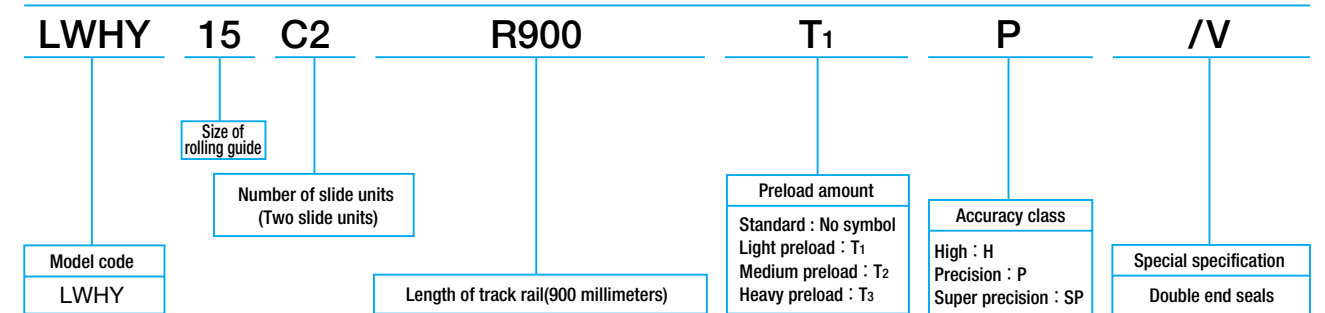 LWHY 15 C2 R900 T1 P /V
Size of
rolling guide
Number of slide units
(Two slide units)
Model code
LWHY
Length of track rail(900 millimeters)
Preload amount
Standard : No symbol
Light preload：T1
Medium preload：T2
Heavy preload：T3
Accuracy class
High：H
Precision：P
Super precision：SP
Special specification
Double end seals